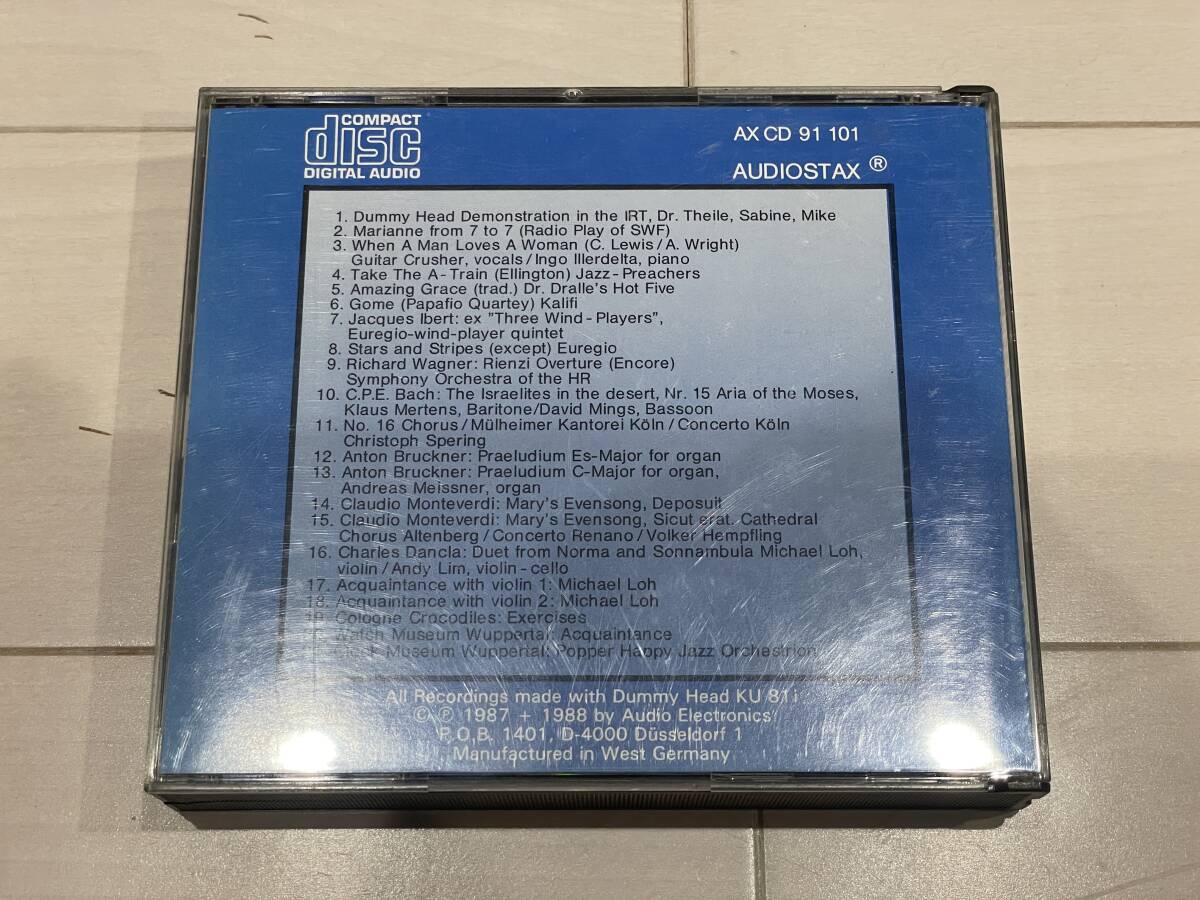 COMPACT
disc
DIGITAL AUDIO
AX CD 91 101
AUDIOSTAX ®
1. Dummy Head Demonstration in the IRT, Dr. Theile, Sabine, Mike
2. Marianne from 7 to 7 (Radio Play of SWF)
3. When A Man Loves A Woman (C. Lewis/A. Wright)
Guitar Crusher, vocals/Ingo Illerdelta, piano
4. Take The A-Train (Ellington) Jazz-Preachers
5. Amazing Grace (trad.) Dr. Dralle's Hot Five
6. Gome (Papafio Quartey) Kalifi
7. Jacques Ibert: ex "Three Wind-Players",
Euregio-wind-player quintet
8. Stars and Stripes (except) Euregio
9. Richard Wagner: Rienzi Overture (Encore)
Symphony Orchestra of the HR
10. C.P.E. Bach: The Israelites in the desert, Nr. 15 Aria of the Moses,
Klaus Mertens, Baritone/David Mings, Bassoon
11. No. 16 Chorus/Mülheimer Kantorei Köln/Concerto Köln
Christoph Spering
12. Anton Bruckner: Praeludium Es-Major for organ
13. Anton Bruckner: Praeludium C-Major for organ,
Andreas Meissner, organ
14. Claudio Monteverdi: Mary's Evensong, Deposuit
15. Claudio Monteverdi: Mary's Evensong, Sicut erat. Cathedral
Chorus Altenberg/Concerto Renano/Volker Hempfling
16. Charles Dancla: Duet from Norma and Sonnambula Michael Loh,
violin/Andy Lim, violin-cello
17. Acquaintance with violin 1: Michael Loh
18. Acquaintance with violin 2: Michael Loh
19. Cologne Crocodiles: Exercises
Watch Museum Wuppertal: Acquaintance
Museum Wuppertal: Popper Happy Jazz Orchestrion
All Recordings made with Dummy Head KU 81 i
© ℗ 1987 + 1988 by Audio Electronics
P.O.B. 1401, D-4000 Düsseldorf 1
Manufactured in West Germany